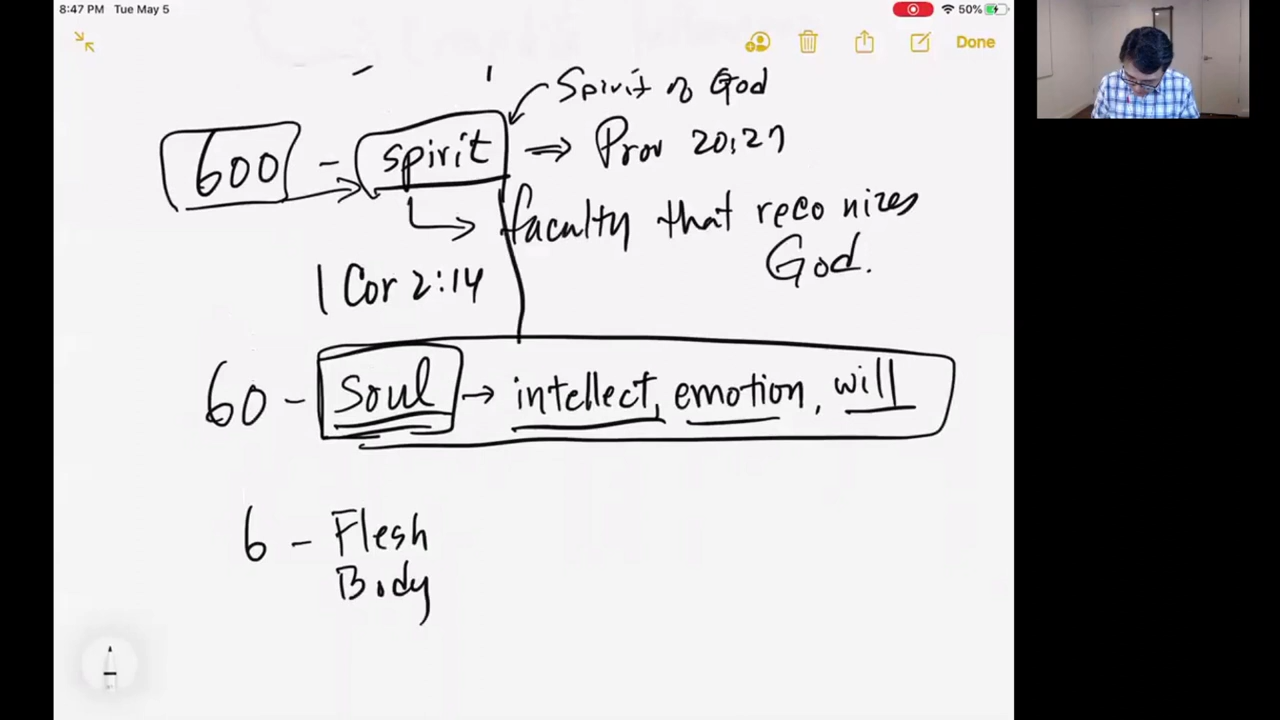 8:47 PM Tue May 5
50%
Done
Spirit of God
600 - spirit ⇒ Prov 20:27
→ faculty that reco nizes
God.
1 Cor 2:14
60 - Soul → intellect, emotion, will
6 - Flesh
Body